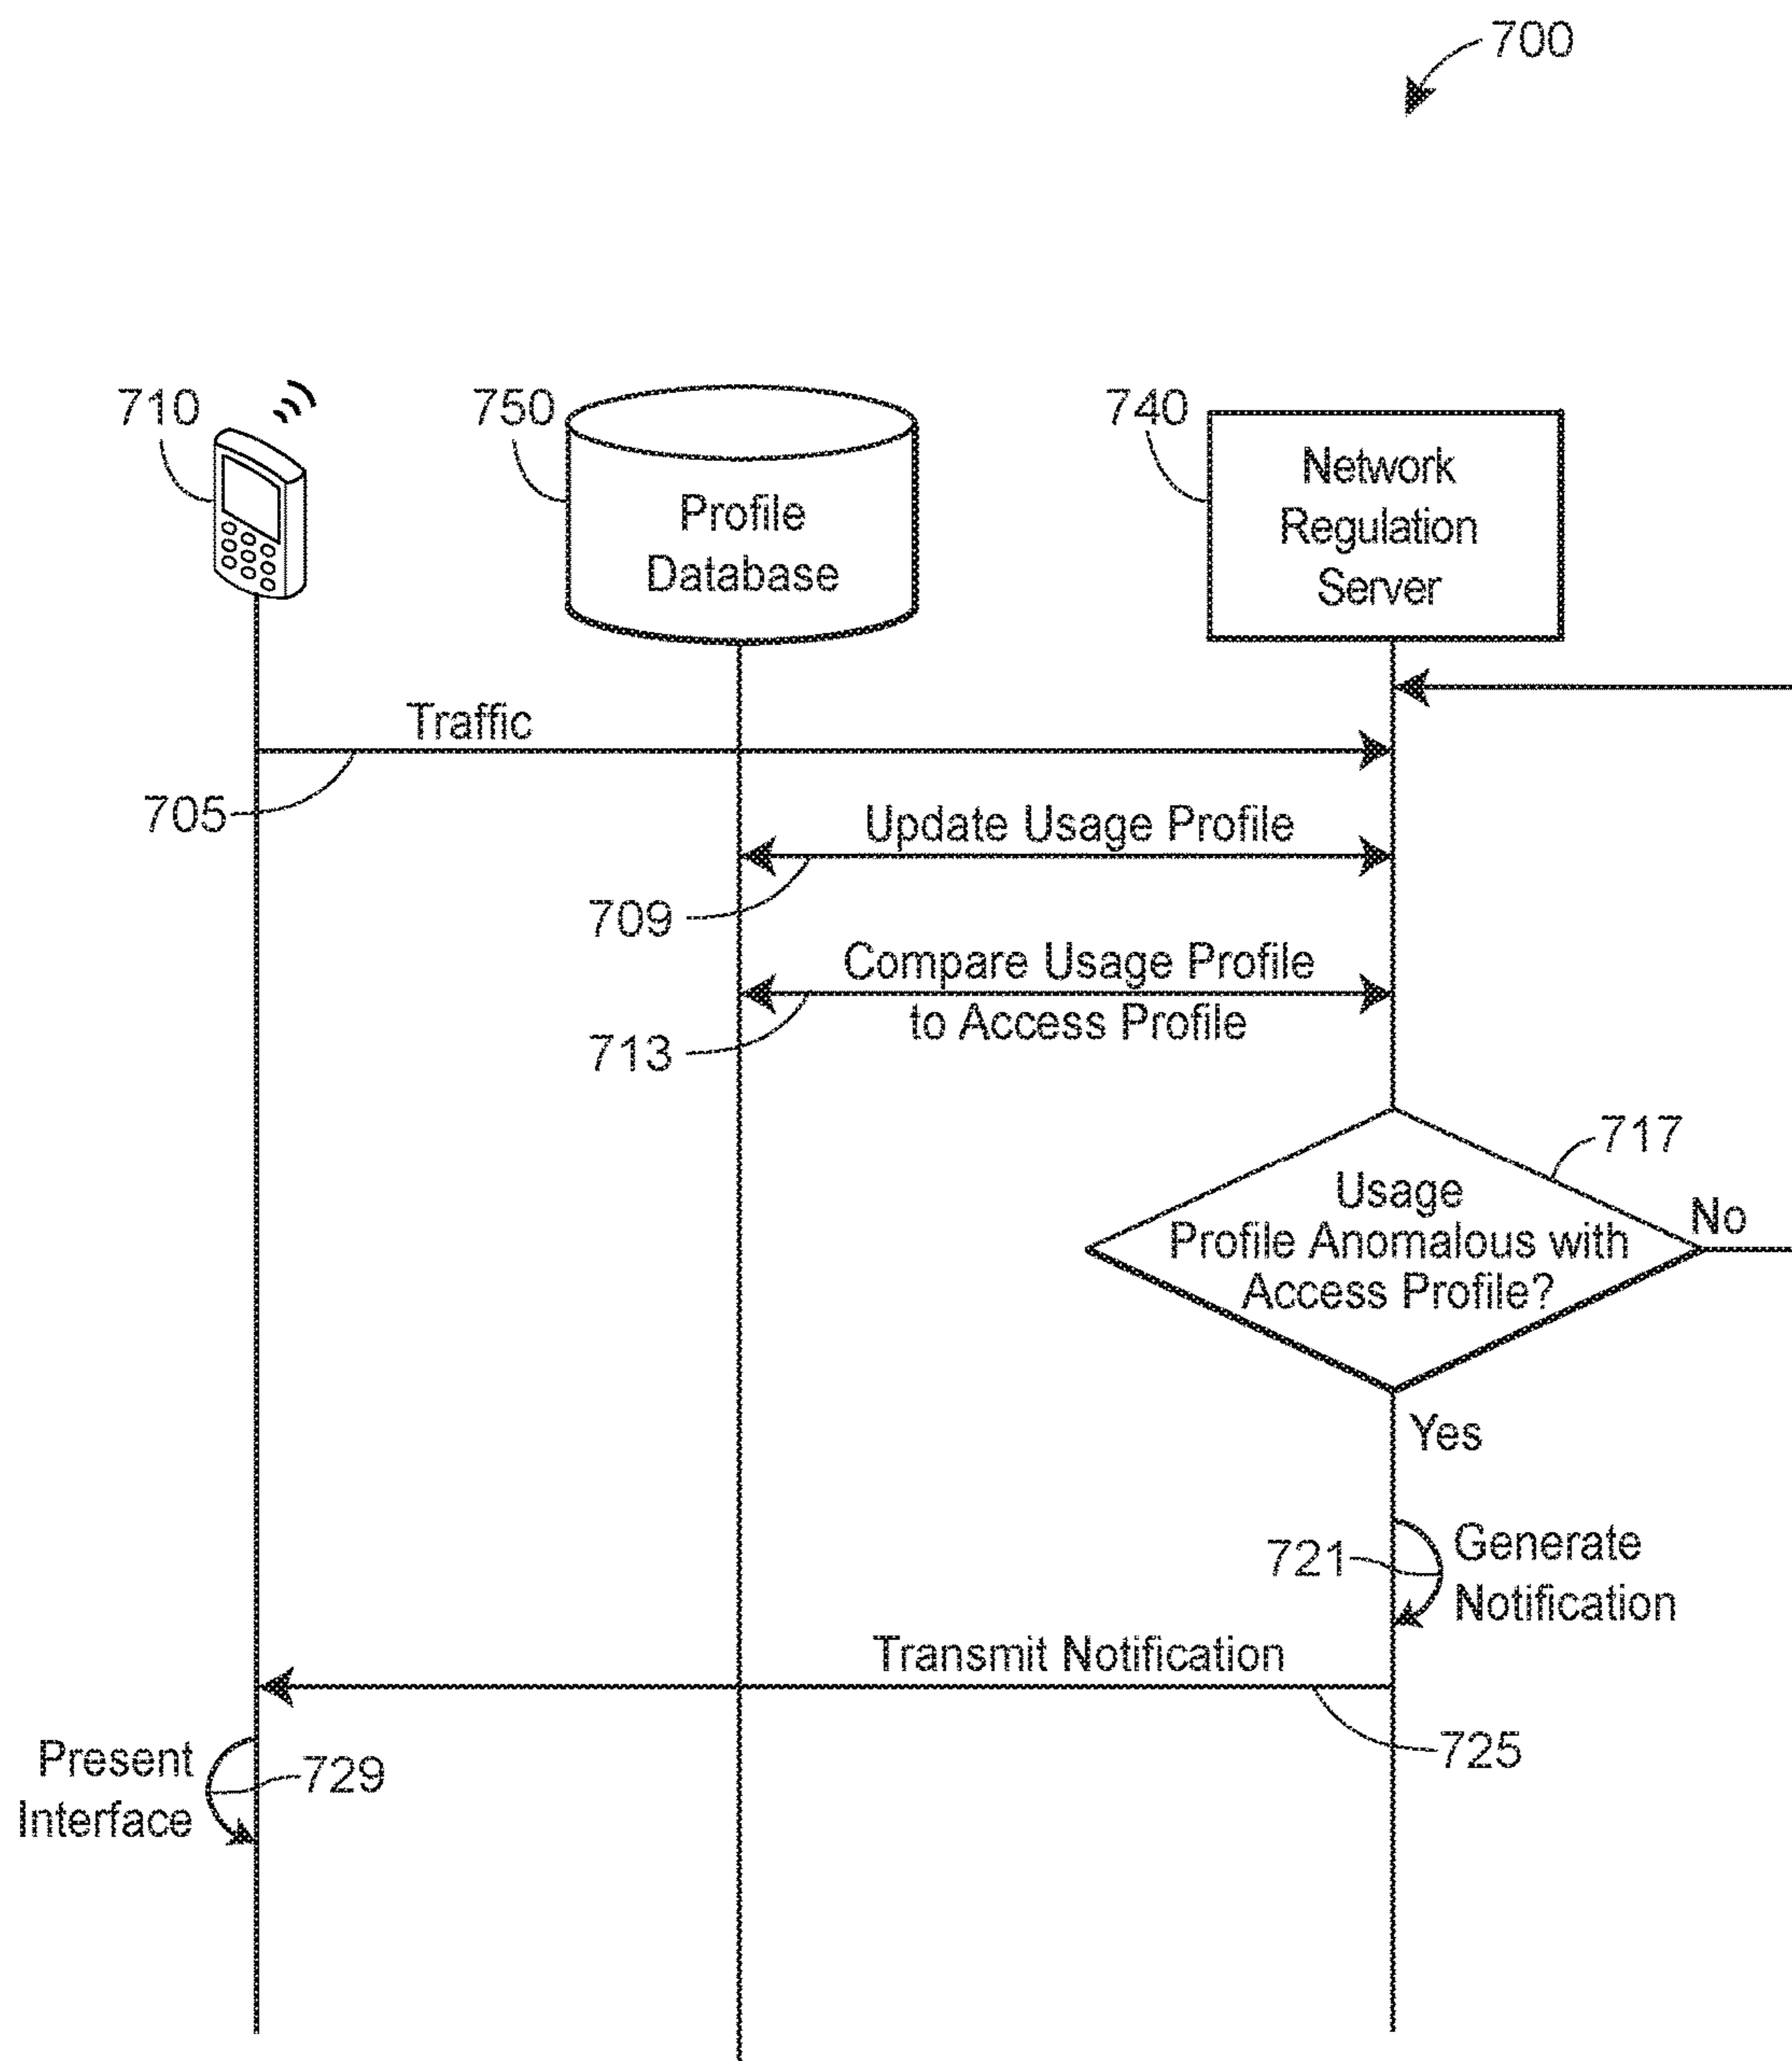 700
710
750
740
Profile
Database
Network
Regulation
Server
Traffic
705
Update Usage Profile
709
Compare Usage Profile
to Access Profile
713
717
Usage
Profile Anomalous with
Access Profile?
No
Yes
721
Generate
Notification
Transmit Notification
725
Present
Interface
729